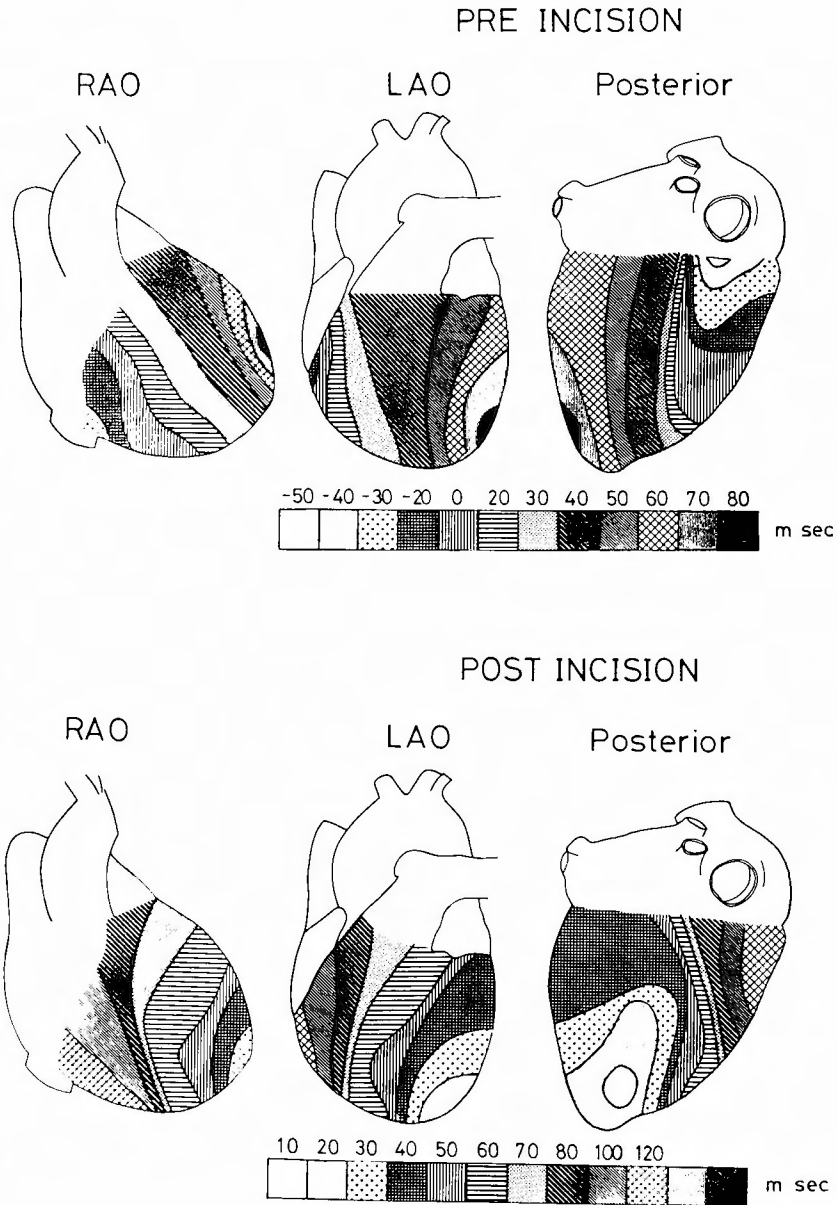 PRE INCISION
RAO LAO Posterior
-50 -40 -30 -20 0 20 30 40 50 60 70 80
m sec
POST INCISION
RAO LAO Posterior
10 20 30 40 50 60 70 80 100 120
m sec